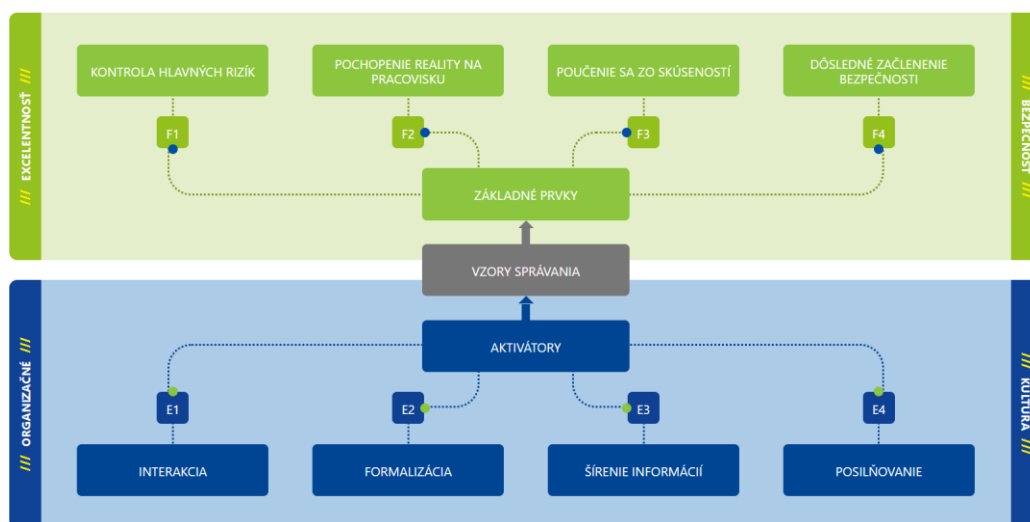 /// EXCELENTNOSŤ ///
KONTROLA HLAVNÝCH RIZÍK
POCHOPENIE REALITY NA
PRACOVISKU
POUČENIE SA ZO SKÚSENOSTÍ
DÔSLEDNÉ ZAČLENENIE
BEZPEČNOSTI
/// BEZPEČNOSŤ ///
F1
F2
F3
F4
ZÁKLADNÉ PRVKY
VZORY SPRÁVANIA
/// ORGANIZAČNÉ ///
AKTIVÁTORY
/// KULTÚRA ///
E1
E2
E3
E4
INTERAKCIA
FORMALIZÁCIA
ŠÍRENIE INFORMÁCIÍ
POSILŇOVANIE